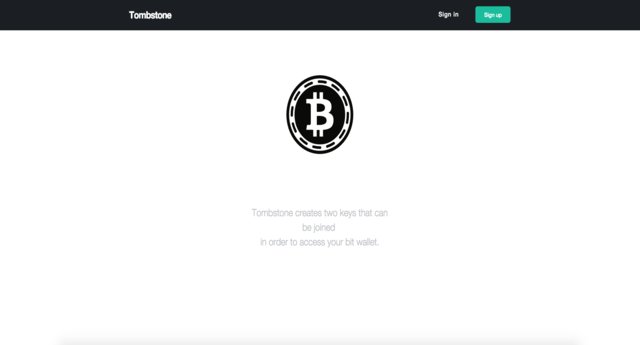 Tombstone
Sign in
Sign up
Tombstone creates two keys that can
be joined
in order to access your bit wallet.